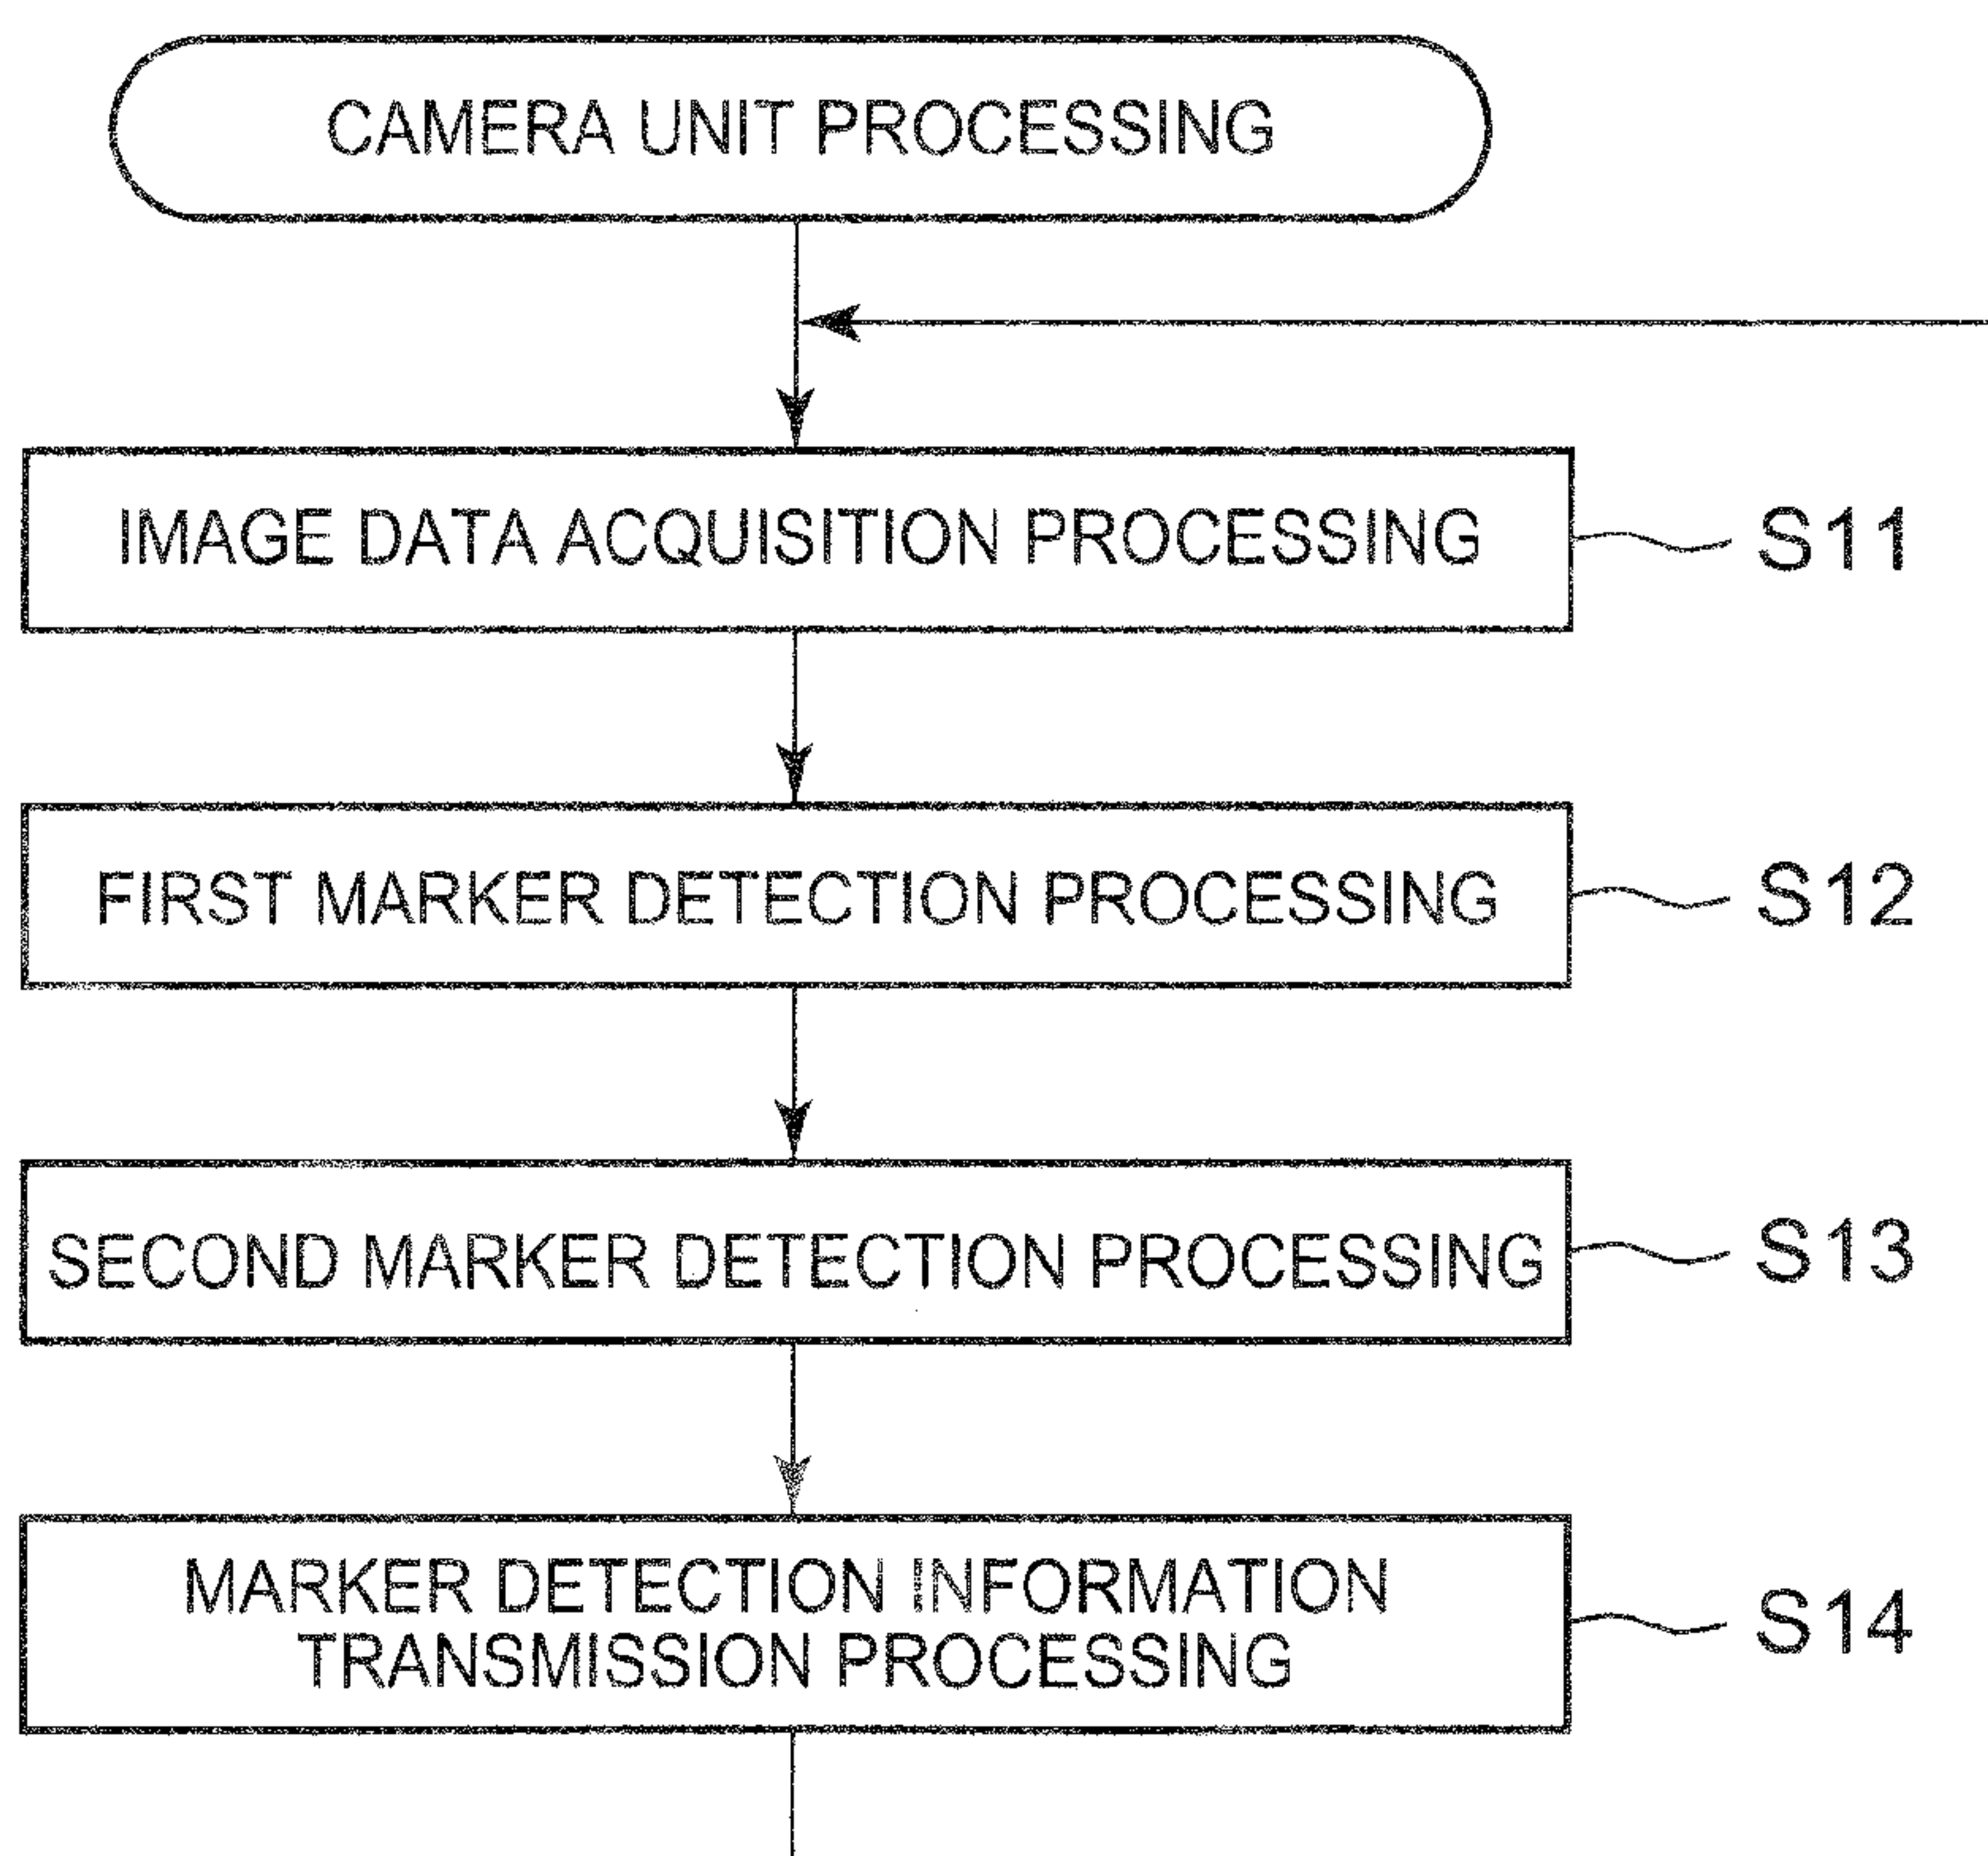 CAMERA UNIT PROCESSING
IMAGE DATA ACQUISITION PROCESSING
S11
FIRST MARKER DETECTION PROCESSING
S12
SECOND MARKER DETECTION PROCESSING
S13
MARKER DETECTION INFORMATION
TRANSMISSION PROCESSING
S14